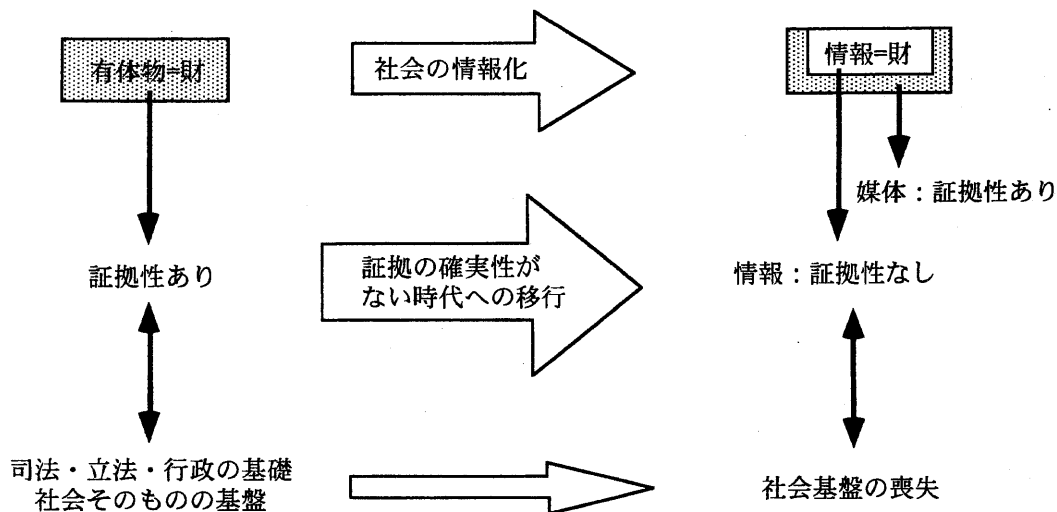 有体物=財
社会の情報化
情報=財
媒体：証拠性あり
証拠性あり
証拠の確実性が
ない時代への移行
情報：証拠性なし
司法・立法・行政の基礎
社会そのものの基盤
社会基盤の喪失